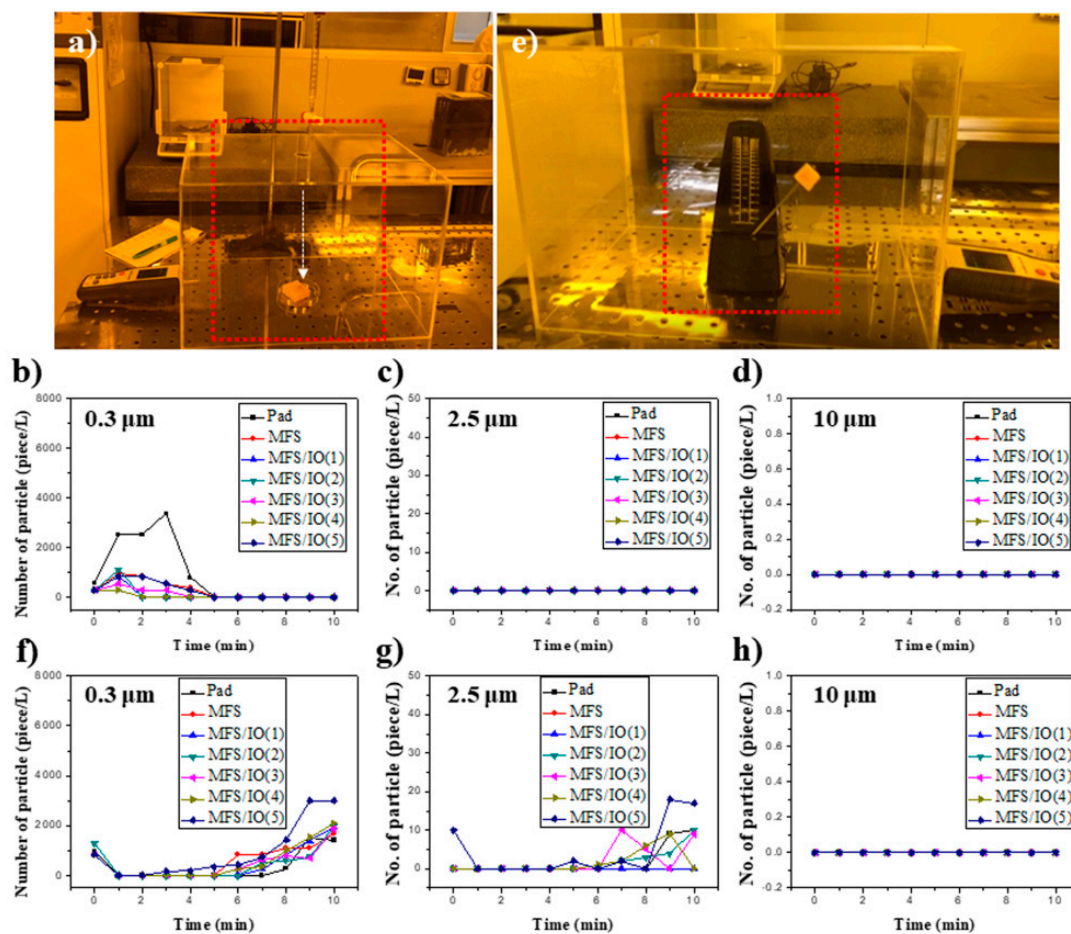 a)
e)
b)
0.3 μm
Number of particle (piece/L)
8000
6000
4000
2000
0
Pad
MFS
MFS/IO(1)
MFS/IO(2)
MFS/IO(3)
MFS/IO(4)
MFS/IO(5)
0 2 4 6 8 10
Time (min)
c)
2.5 μm
No. of particle (piece/L)
50
40
30
20
10
0
Pad
MFS
MFS/IO(1)
MFS/IO(2)
MFS/IO(3)
MFS/IO(4)
MFS/IO(5)
0 2 4 6 8 10
Time (min)
d)
10 μm
No. of particle (piece/L)
1.0
0.8
0.6
0.4
0.2
0.0
-0.2
Pad
MFS
MFS/IO(1)
MFS/IO(2)
MFS/IO(3)
MFS/IO(4)
MFS/IO(5)
0 2 4 6 8 10
Time (min)
f)
0.3 μm
Number of particle (piece/L)
8000
6000
4000
2000
0
Pad
MFS
MFS/IO(1)
MFS/IO(2)
MFS/IO(3)
MFS/IO(4)
MFS/IO(5)
0 2 4 6 8 10
Time (min)
g)
2.5 μm
No. of particle (piece/L)
50
40
30
20
10
0
Pad
MFS
MFS/IO(1)
MFS/IO(2)
MFS/IO(3)
MFS/IO(4)
MFS/IO(5)
0 2 4 6 8 10
Time (min)
h)
10 μm
No. of particle (piece/L)
1.0
0.8
0.6
0.4
0.2
0.0
-0.2
Pad
MFS
MFS/IO(1)
MFS/IO(2)
MFS/IO(3)
MFS/IO(4)
MFS/IO(5)
0 2 4 6 8 10
Time (min)